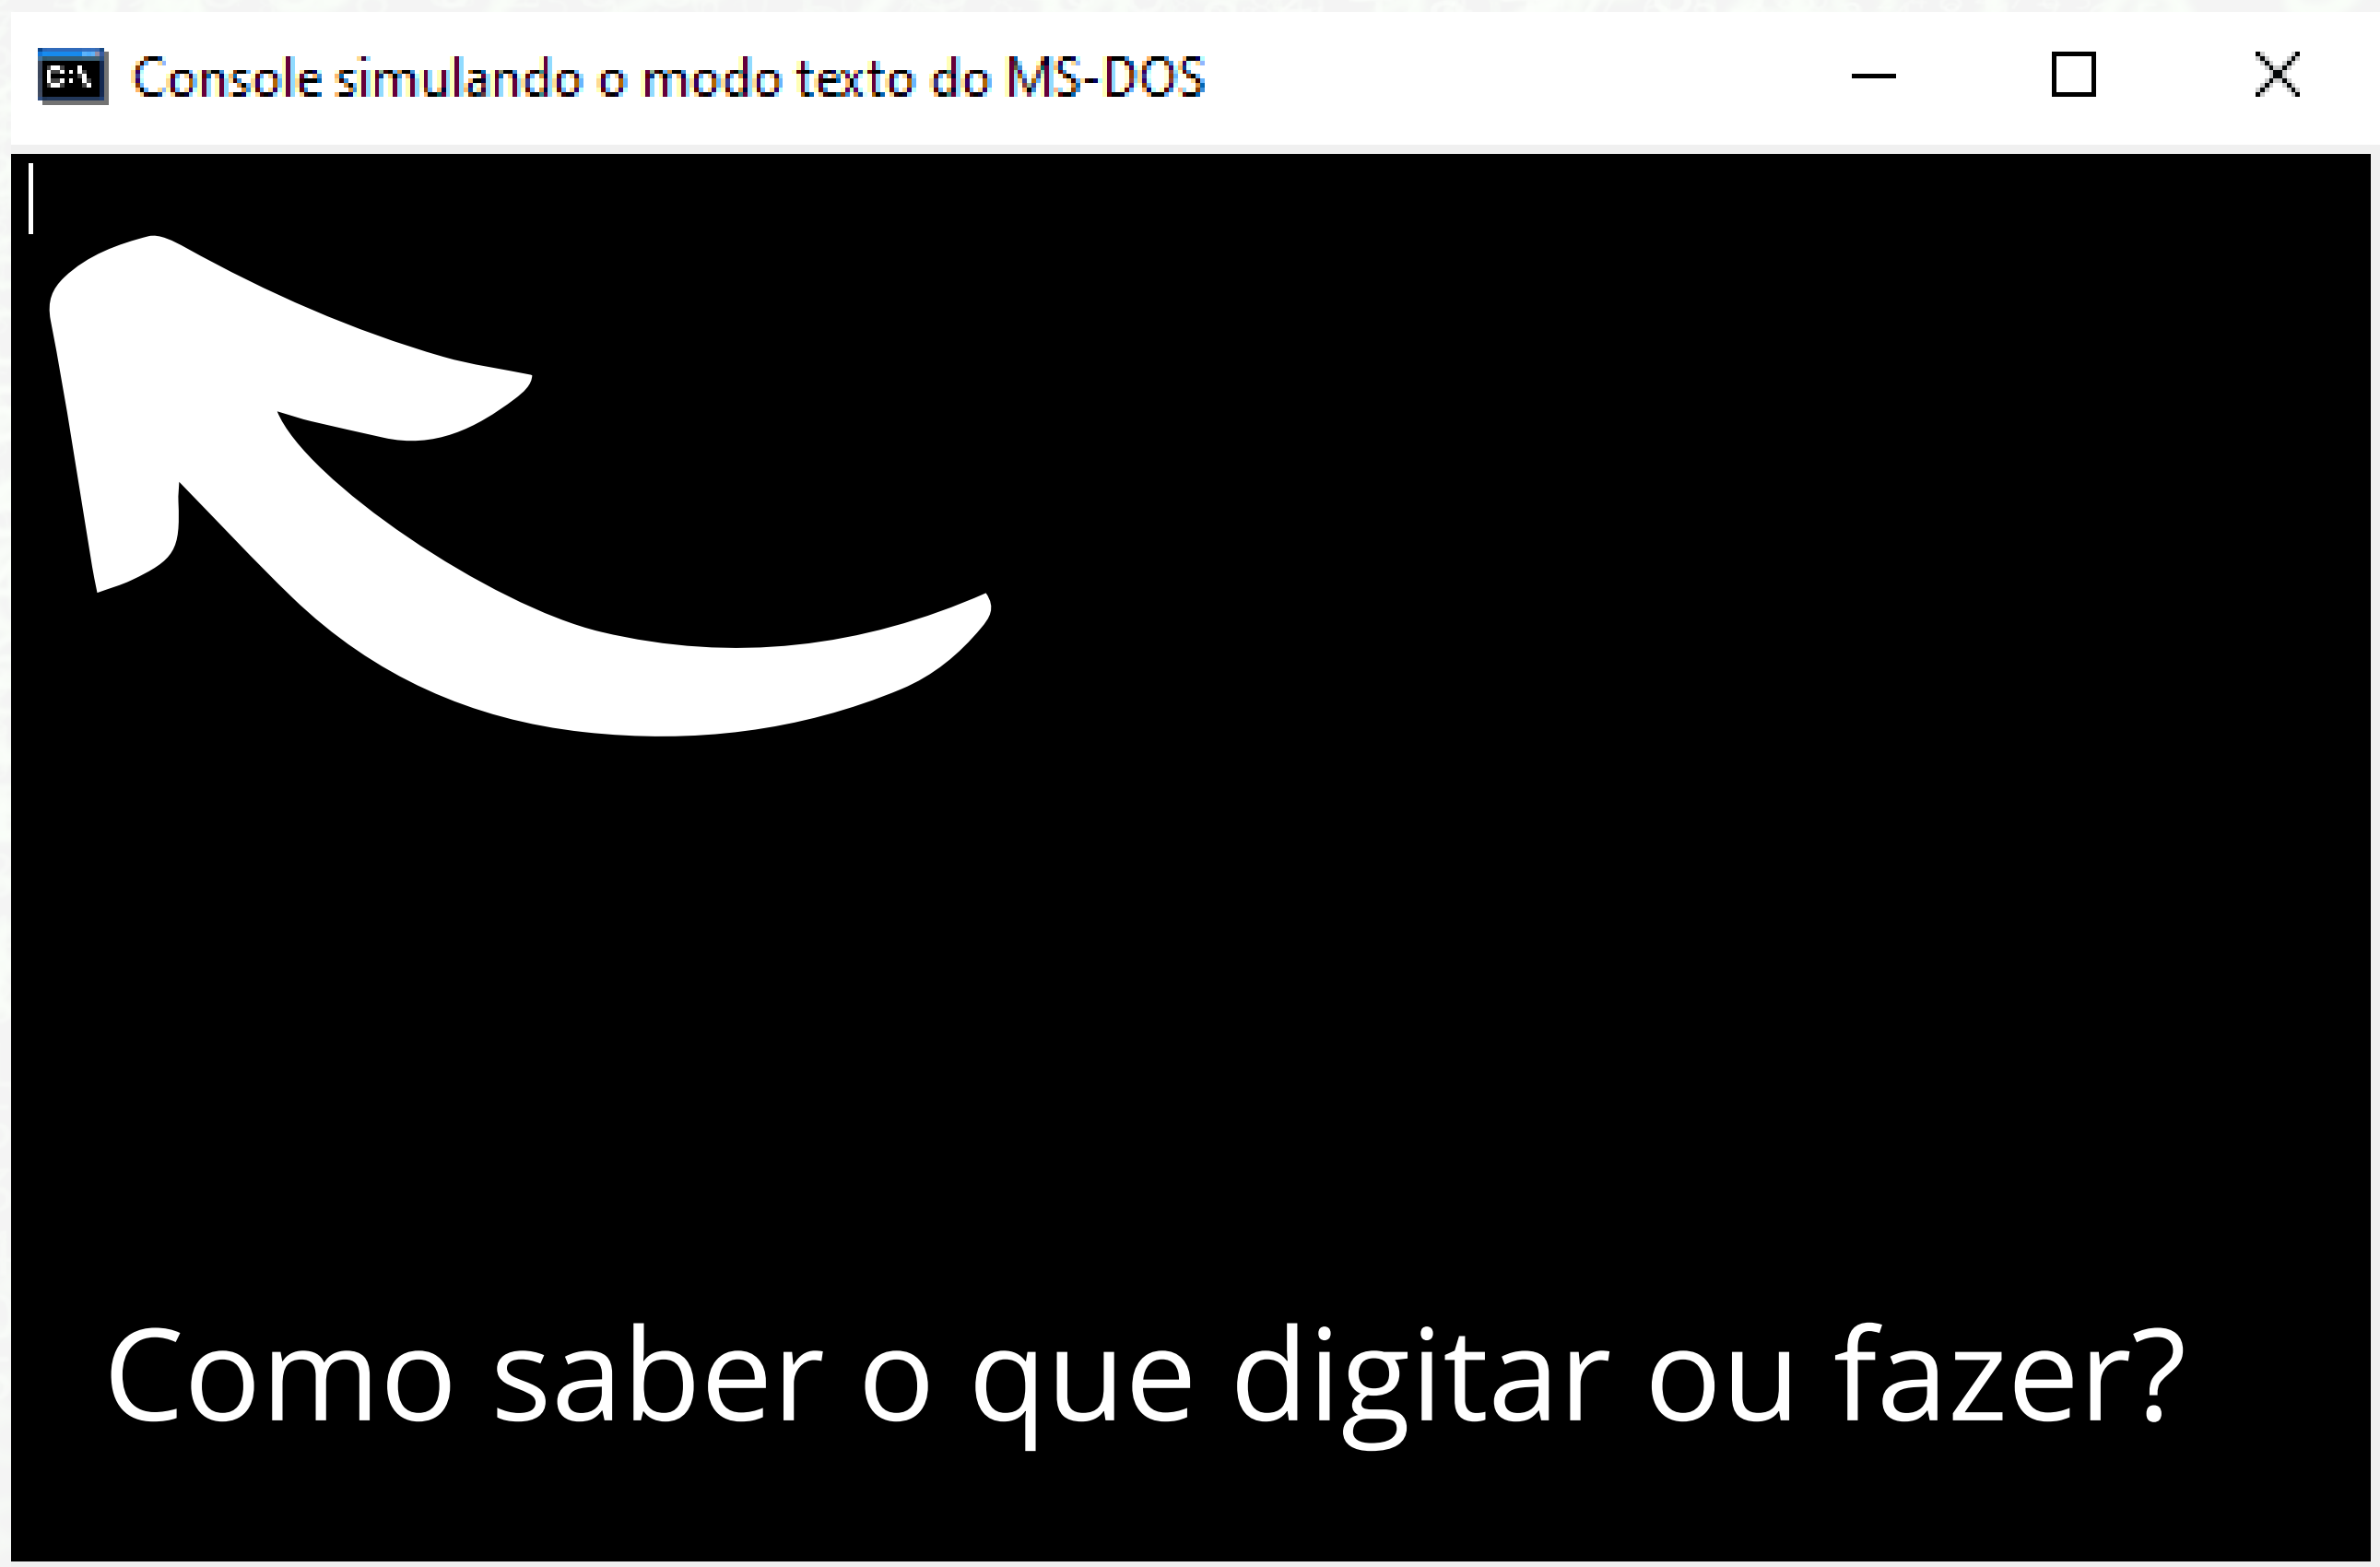 C:\
Console simulando o modo texto do MS-DOS
Como saber o que digitar ou fazer?